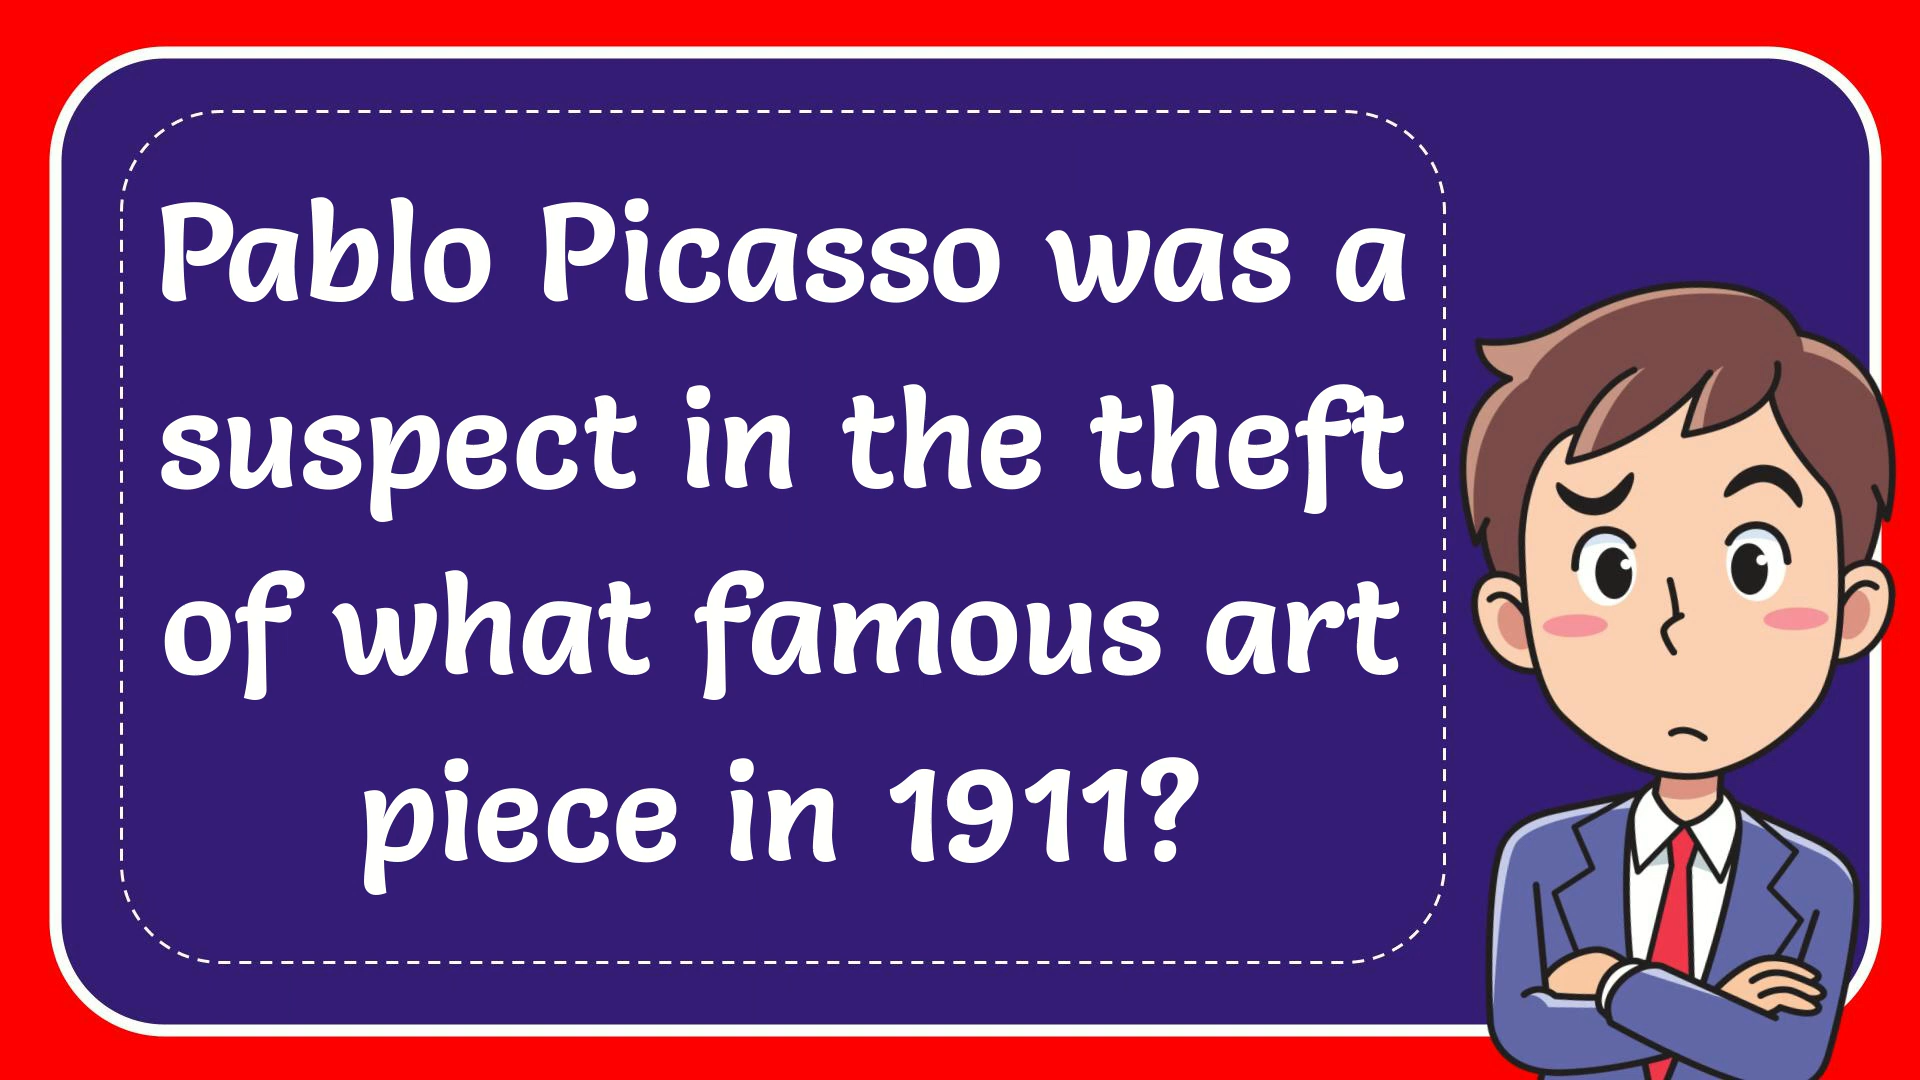 Pablo Picasso was a
suspect in the theft
of what famous art
piece in 1911?